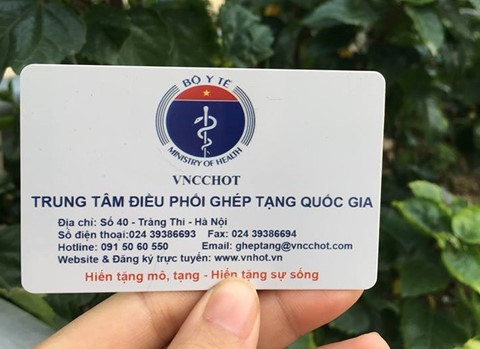 BỘ Y TẾ
MINISTRY OF HEALTH
VNCCHOT
TRUNG TÂM ĐIỀU PHỐI GHÉP TẠNG QUỐC GIA
Địa chỉ: Số 40 - Tràng Thi - Hà Nội
Số điện thoại:024 39386693 Fax: 024 39386694
Hotline: 091 50 60 550 Email: gheptang@vncchot.com
Website & Đăng ký trực tuyến: www.vnhot.vn
Hiến tặng mô, tạng - Hiến tặng sự sống